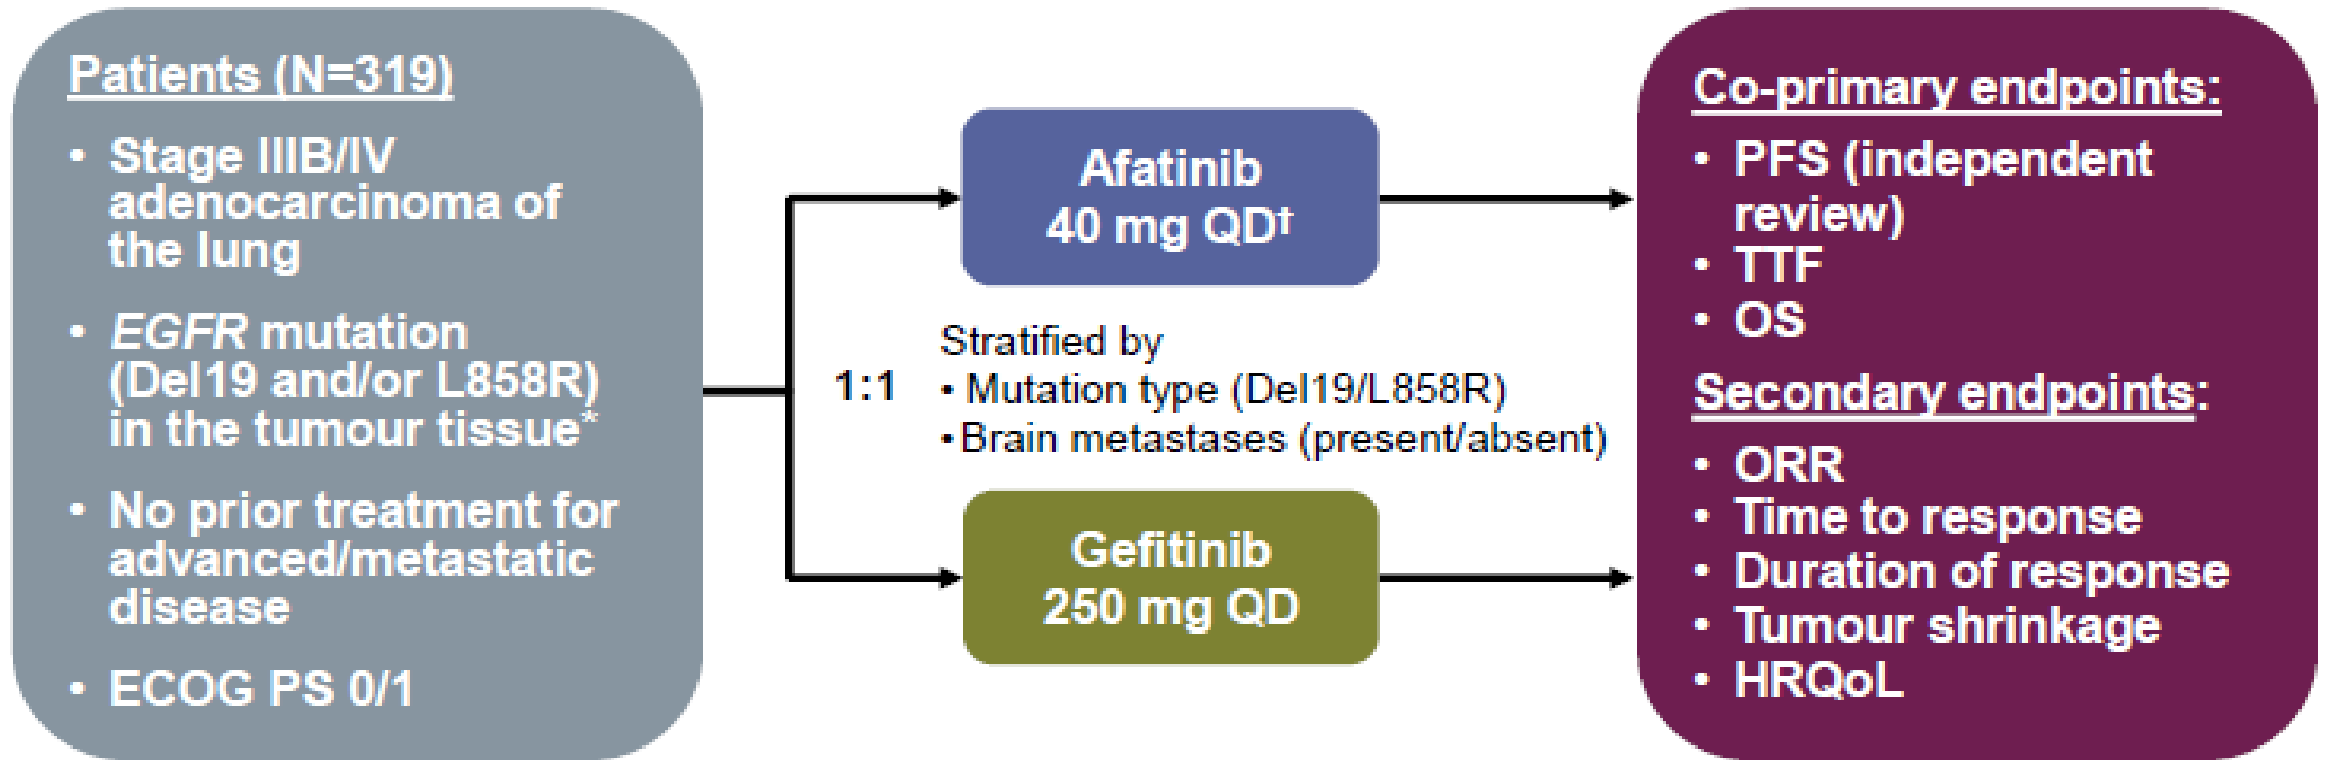 Patients (N=319)
• Stage IIIB/IV
adenocarcinoma of
the lung
• EGFR mutation
(Del19 and/or L858R)
in the tumour tissue*
• No prior treatment for
advanced/metastatic
disease
• ECOG PS 0/1
1:1
Afatinib
40 mg QD†
Stratified by
• Mutation type (Del19/L858R)
• Brain metastases (present/absent)
Gefitinib
250 mg QD
Co-primary endpoints:
• PFS (independent
review)
• TTF
• OS
Secondary endpoints:
• ORR
• Time to response
• Duration of response
• Tumour shrinkage
• HRQoL